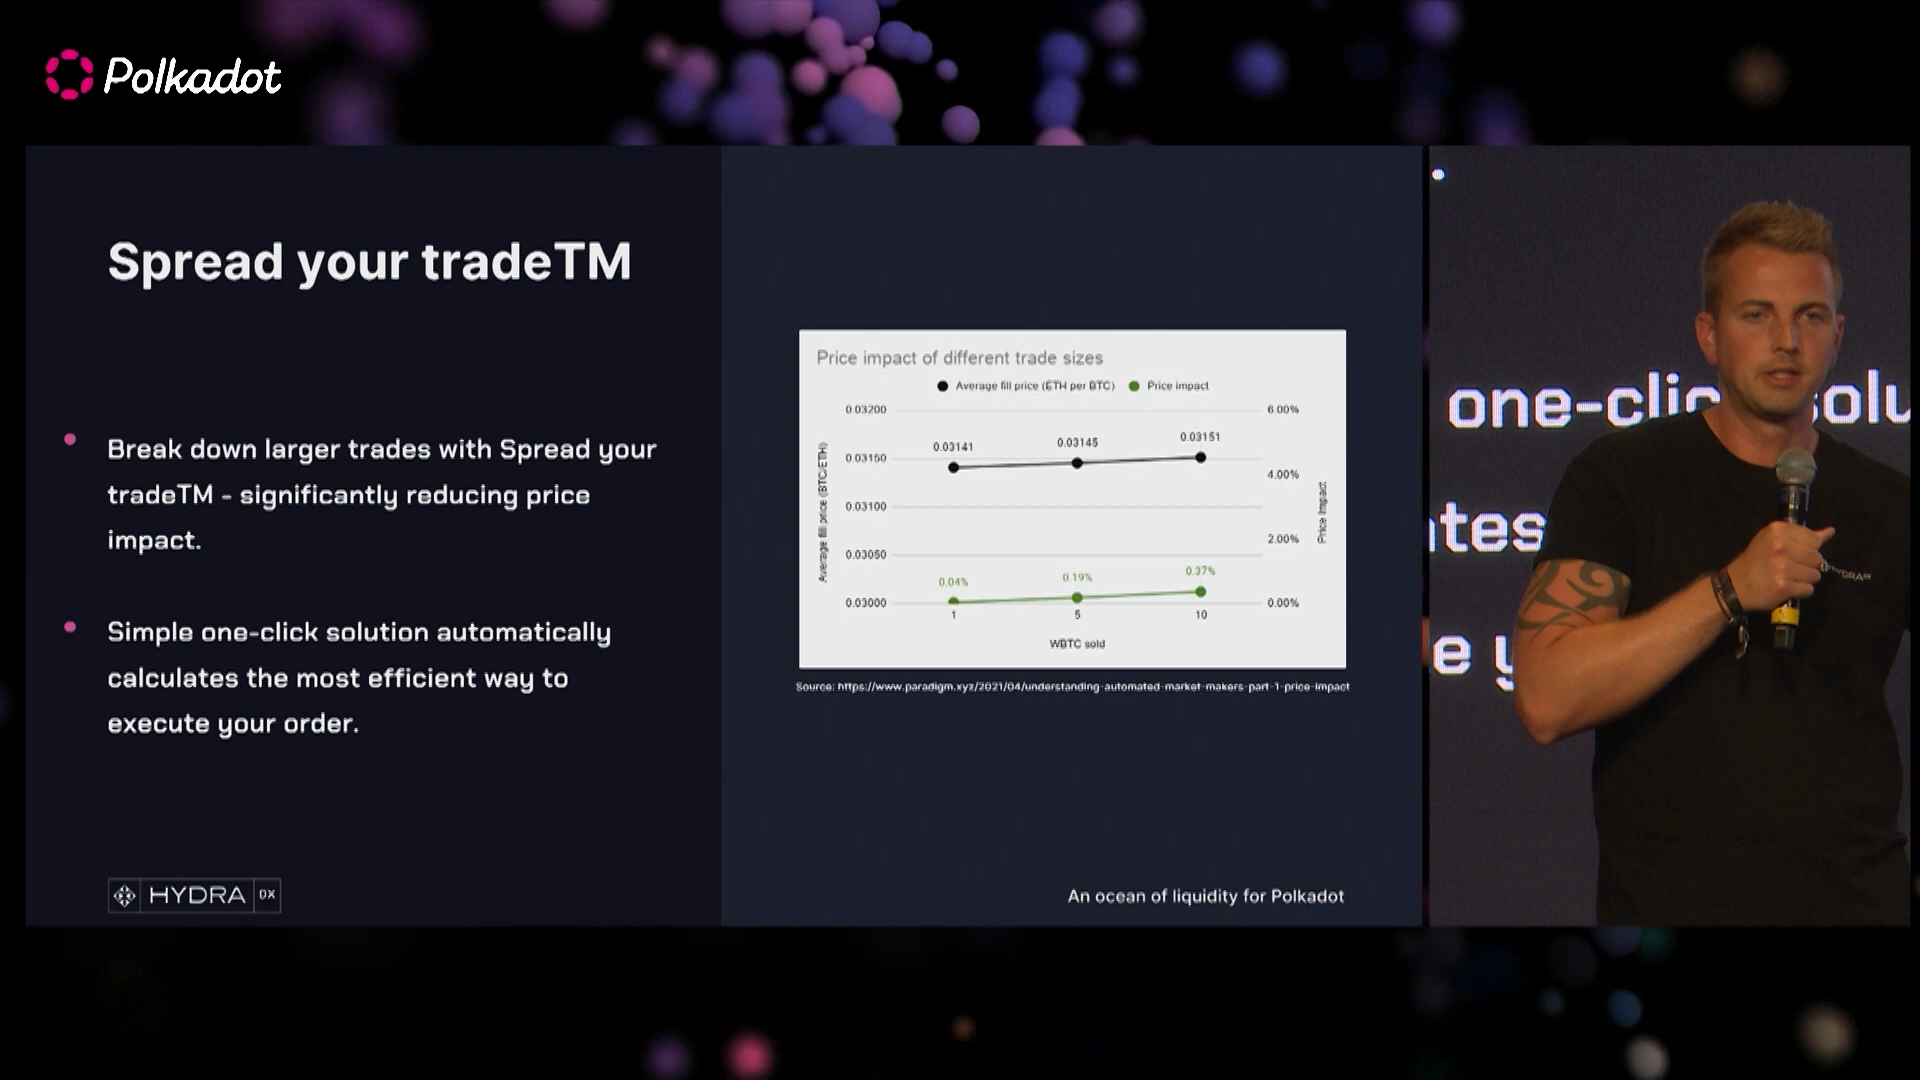 Polkadot
Spread your tradeTM
Break down larger trades with Spread your
tradeTM - significantly reducing price
impact.
Simple one-click solution automatically
calculates the most efficient way to
execute your order.
HYDRA DX
Price impact of different trade sizes
Average fill price (ETH per BTC)
Price impact
Average fill price (BTC/ETH)
0.03200
0.03150
0.03100
0.03050
0.03000
0.03141
0.03145
0.03151
0.04%
0.19%
0.37%
1
5
10
WBTC sold
6.00%
4.00%
2.00%
0.00%
Price Impact
Source: https://www.paradigm.xyz/2021/04/understanding-automated-market-makers-part-1-price-impact
An ocean of liquidity for Polkadot
one-clic olu
tes
e y
HYDRA